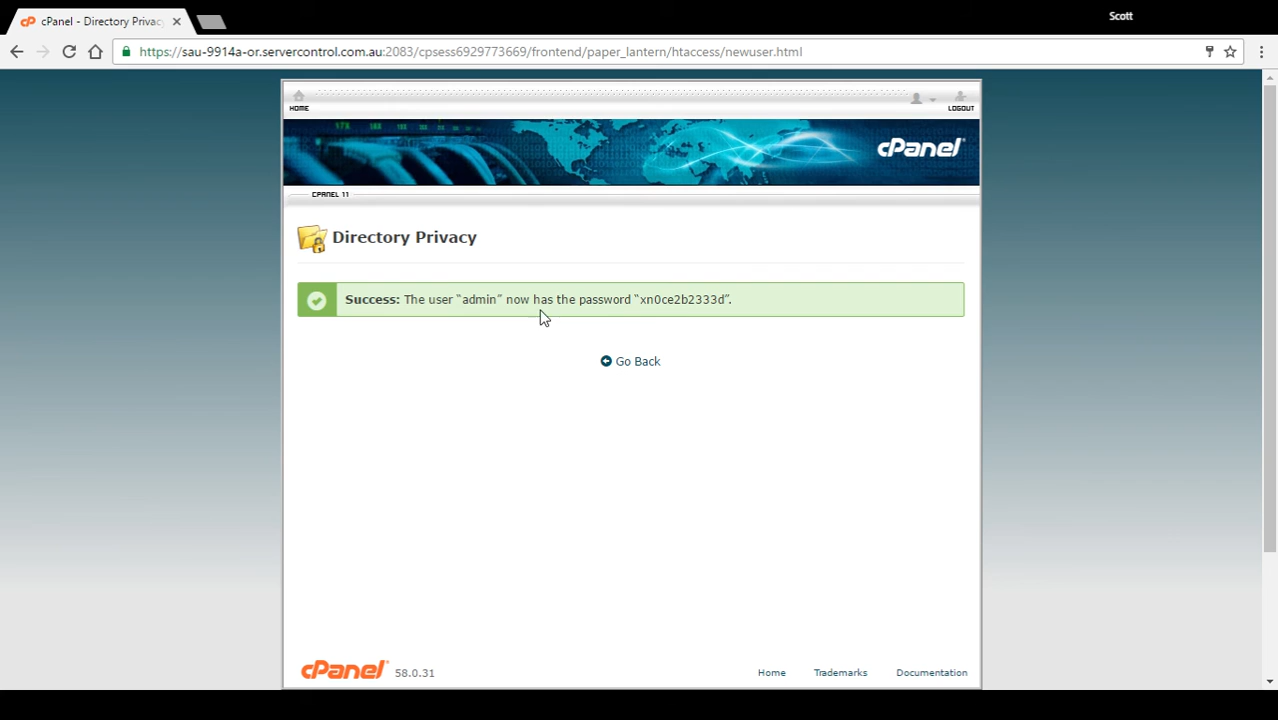 Scott
cPanel - Directory Privac
https://sau-9914a-or.servercontrol.com.au:2083/cpsess6929773669/frontend/paper_lantern/htaccess/newuser.html
HOME
LOGOUT
cPanel
CPANEL 11
Directory Privacy
Success: The user “admin” now has the password “xn0ce2b2333d”.
Go Back
cPanel 58.0.31 Home Trademarks Documentation